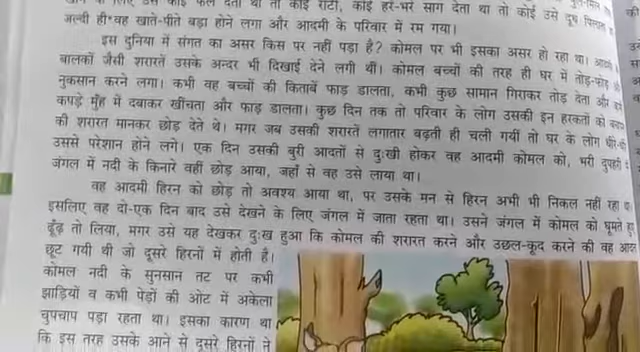 खाने के लिए उसे कोई फल देता था तो कोई रोटी, कोई हरे-भरे साग देता था तो कोई उसे दूध पिलाता
जल्दी ही वह खाते-पीते बड़ा होने लगा और आदमी के परिवार में रम गया।
इस दुनिया में संगत का असर किस पर नहीं पड़ा है? कोमल पर भी इसका असर हो रहा था।
बालकों जैसी शरारतें उसके अन्दर भी दिखाई देने लगी थीं। कोमल बच्चों की तरह ही घर में तोड़-फोड़
नुकसान करने लगा। कभी वह बच्चों की किताबें फाड़ डालता, कभी कुछ सामान गिराकर तोड़ देता और
कपड़े मुँह में दबाकर खींचता और फाड़ डालता। कुछ दिन तक तो परिवार के लोग उसकी इन हरकतों को
की शरारत मानकर छोड़ देते थे। मगर जब उसकी शरारतें लगातार बढ़ती ही चली गयीं तो घर के लोग धीरे-धीरे
उससे परेशान होने लगे। एक दिन उसकी बुरी आदतों से दुःखी होकर वह आदमी कोमल को, भरी दुपहरी
जंगल में नदी के किनारे वहीं छोड़ आया, जहाँ से वह उसे लाया था।
वह आदमी हिरन को छोड़ तो अवश्य आया था, पर उसके मन से हिरन अभी भी निकल नहीं रहा था।
इसलिए वह दो-एक दिन बाद उसे देखने के लिए जंगल में जाता रहता था। उसने जंगल में कोमल को घूमते हुए
ढूँढ़ तो लिया, मगर उसे यह देखकर दुःख हुआ कि कोमल की शरारत करने और उछल-कूद करने की वह आदत
छूट गयी थी जो दूसरे हिरनों में होती है।
कोमल नदी के सुनसान तट पर कभी
झाड़ियों व कभी पेड़ों की ओट में अकेला
चुपचाप पड़ा रहता था। इसका कारण था
कि इस तरह उसके आने से दूसरे हिरनों ने